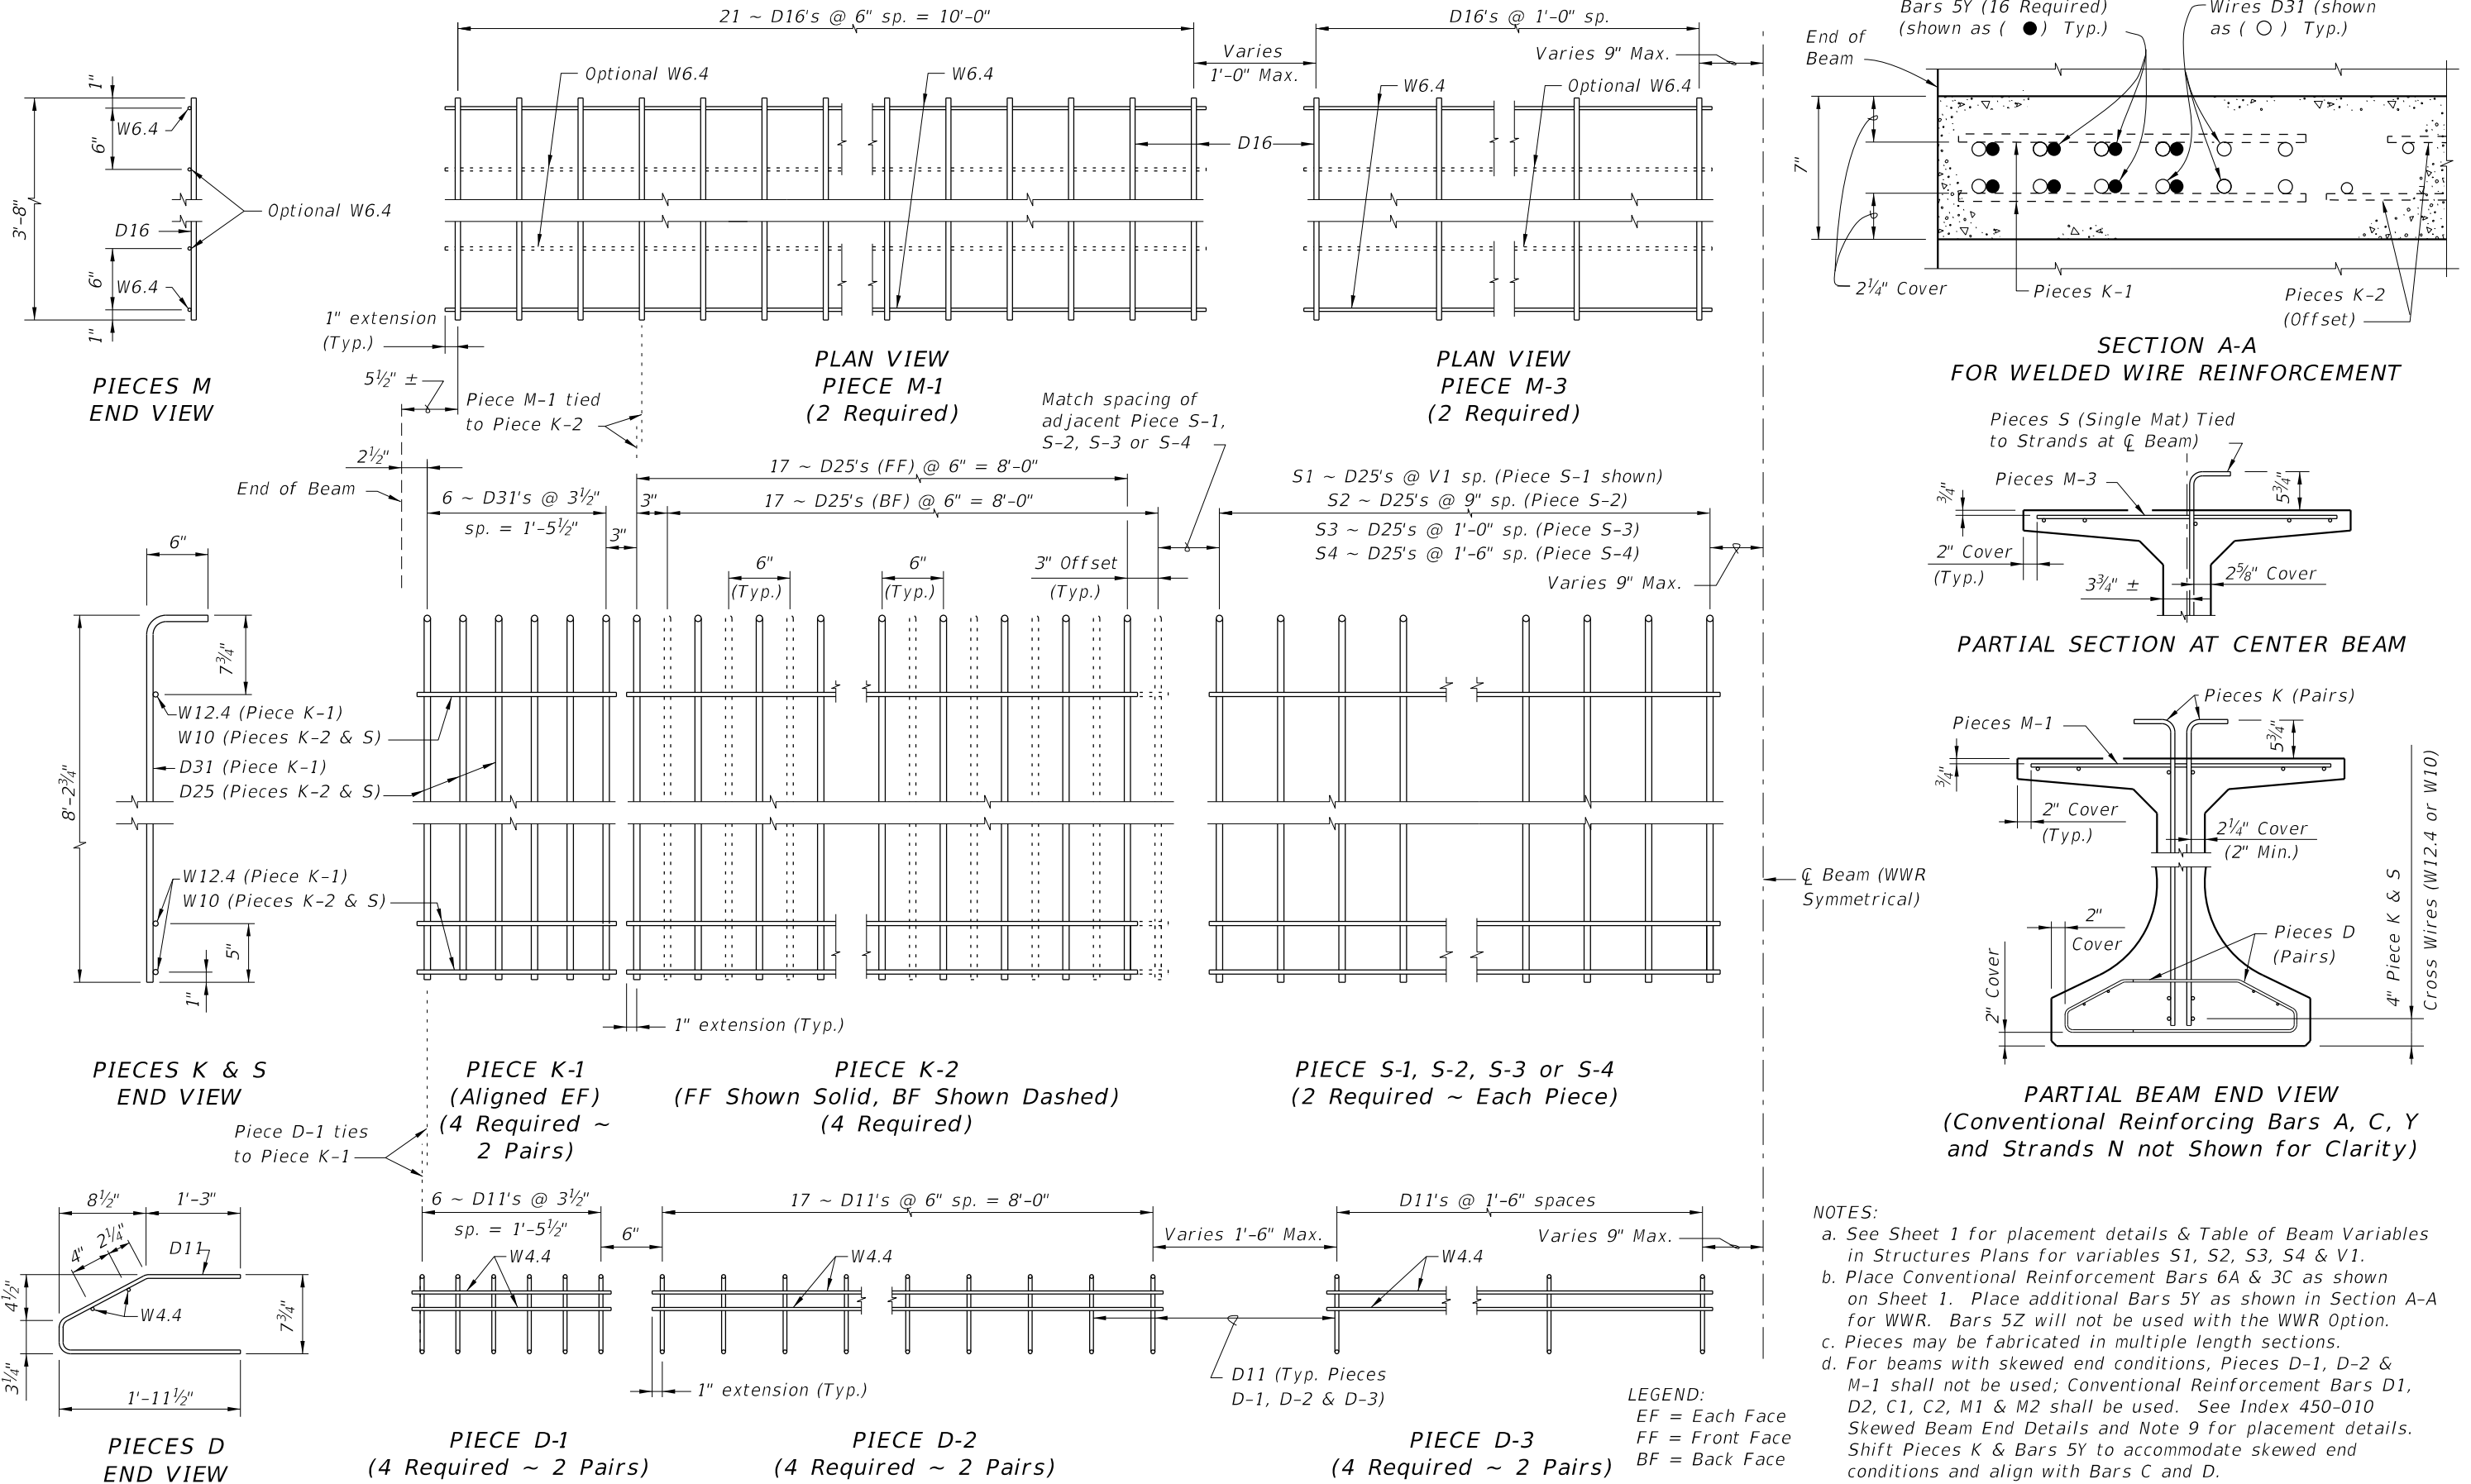 21 ~ D16's @ 6" sp. = 10'-0"
D16's @ 1'-0" sp.
Varies
1'-0" Max.
Varies 9" Max.
Optional W6.4
W6.4
W6.4
Optional W6.4
D16
1"
6"
W6.4
3'-8"
Optional W6.4
D16
6"
W6.4
1"
PIECES M
END VIEW
1" extension
(Typ.)
5½" ±
Piece M-1 tied
to Piece K-2
PLAN VIEW
PIECE M-1
(2 Required)
PLAN VIEW
PIECE M-3
(2 Required)
Bars 5Y (16 Required)
(shown as ( ● ) Typ.)
Wires D31 (shown
as ( ○ ) Typ.)
End of
Beam
7"
2¼" Cover
Pieces K-1
Pieces K-2
(Offset)
SECTION A-A
FOR WELDED WIRE REINFORCEMENT
Match spacing of
adjacent Piece S-1,
S-2, S-3 or S-4
2½"
End of Beam
6 ~ D31's @ 3½"
sp. = 1'-5½"
3"
3"
17 ~ D25's (FF) @ 6" = 8'-0"
17 ~ D25's (BF) @ 6" = 8'-0"
6"
(Typ.)
6"
(Typ.)
3" Offset
(Typ.)
S1 ~ D25's @ V1 sp. (Piece S-1 shown)
S2 ~ D25's @ 9" sp. (Piece S-2)
S3 ~ D25's @ 1'-0" sp. (Piece S-3)
S4 ~ D25's @ 1'-6" sp. (Piece S-4)
Varies 9" Max.
6"
7¾"
W12.4 (Piece K-1)
W10 (Pieces K-2 & S)
D31 (Piece K-1)
D25 (Pieces K-2 & S)
8'-2¾"
W12.4 (Piece K-1)
W10 (Pieces K-2 & S)
5"
1"
PIECES K & S
END VIEW
1" extension (Typ.)
PIECE K-1
(Aligned EF)
(4 Required ~
2 Pairs)
PIECE K-2
(FF Shown Solid, BF Shown Dashed)
(4 Required)
PIECE S-1, S-2, S-3 or S-4
(2 Required ~ Each Piece)
℄ Beam (WWR
Symmetrical)
Pieces S (Single Mat) Tied
to Strands at ℄ Beam)
Pieces M-3
¾"
5¾"
2" Cover
(Typ.)
3¾" ±
2⅝" Cover
PARTIAL SECTION AT CENTER BEAM
Pieces K (Pairs)
Pieces M-1
5¾"
¾"
2" Cover
(Typ.)
2¼" Cover
(2" Min.)
2"
Cover
Pieces D
(Pairs)
2" Cover
4" Piece K & S
Cross Wires (W12.4 or W10)
PARTIAL BEAM END VIEW
(Conventional Reinforcing Bars A, C, Y
and Strands N not Shown for Clarity)
Piece D-1 ties
to Piece K-1
8½"
1'-3"
4"
2¼"
D11
4½"
W4.4
7¾"
3¼"
1'-11½"
PIECES D
END VIEW
6 ~ D11's @ 3½"
sp. = 1'-5½"
W4.4
6"
17 ~ D11's @ 6" sp. = 8'-0"
W4.4
Varies 1'-6" Max.
D11's @ 1'-6" spaces
Varies 9" Max.
W4.4
1" extension (Typ.)
D11 (Typ. Pieces
D-1, D-2 & D-3)
PIECE D-1
(4 Required ~ 2 Pairs)
PIECE D-2
(4 Required ~ 2 Pairs)
PIECE D-3
(4 Required ~ 2 Pairs)
LEGEND:
EF = Each Face
FF = Front Face
BF = Back Face
NOTES:
a. See Sheet 1 for placement details & Table of Beam Variables
in Structures Plans for variables S1, S2, S3, S4 & V1.
b. Place Conventional Reinforcement Bars 6A & 3C as shown
on Sheet 1. Place additional Bars 5Y as shown in Section A-A
for WWR. Bars 5Z will not be used with the WWR Option.
c. Pieces may be fabricated in multiple length sections.
d. For beams with skewed end conditions, Pieces D-1, D-2 &
M-1 shall not be used; Conventional Reinforcement Bars D1,
D2, C1, C2, M1 & M2 shall be used. See Index 450-010
Skewed Beam End Details and Note 9 for placement details.
Shift Pieces K & Bars 5Y to accommodate skewed end
conditions and align with Bars C and D.